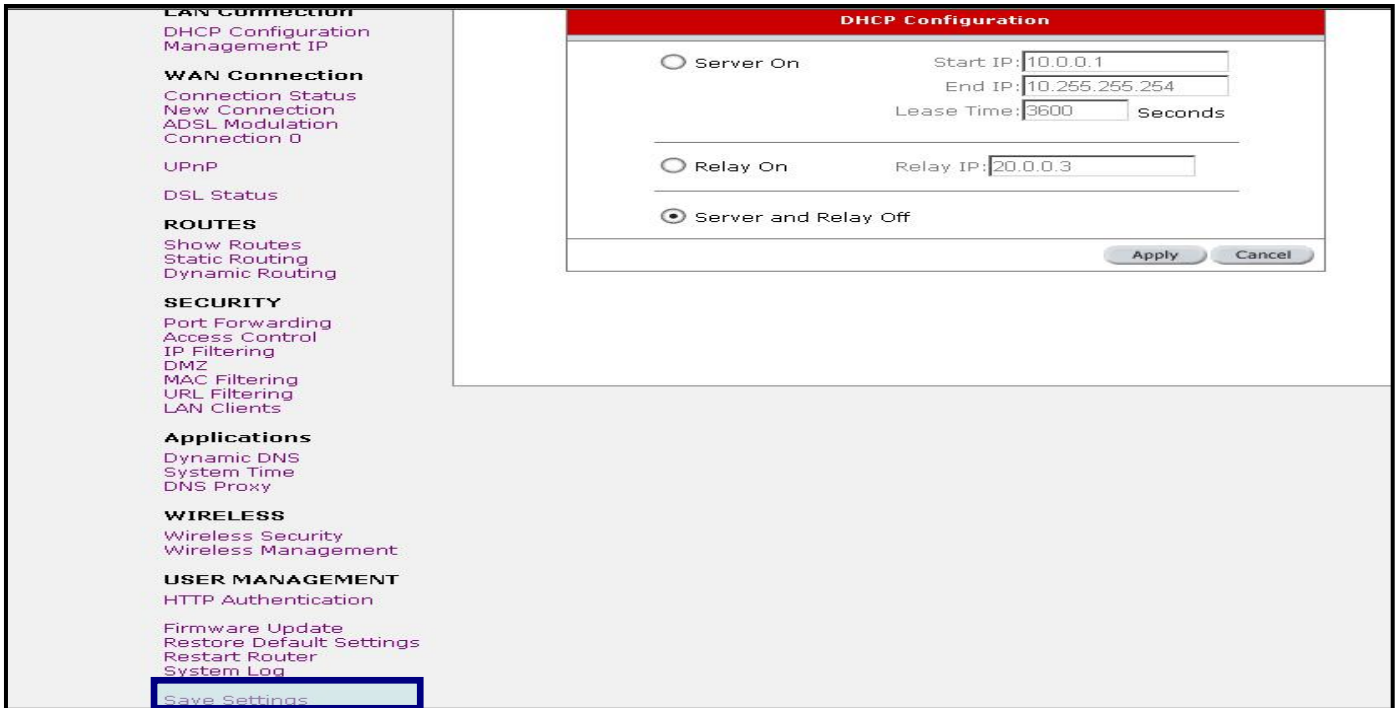 LAN Connection
DHCP Configuration
Management IP
WAN Connection
Connection Status
New Connection
ADSL Modulation
Connection 0
UPnP
DSL Status
ROUTES
Show Routes
Static Routing
Dynamic Routing
SECURITY
Port Forwarding
Access Control
IP Filtering
DMZ
MAC Filtering
URL Filtering
LAN Clients
Applications
Dynamic DNS
System Time
DNS Proxy
WIRELESS
Wireless Security
Wireless Management
USER MANAGEMENT
HTTP Authentication
Firmware Update
Restore Default Settings
Restart Router
System Log
Save Settings
DHCP Configuration
Server On Start IP: 10.0.0.1
End IP: 10.255.255.254
Lease Time: 3600 Seconds
Relay On Relay IP: 20.0.0.3
Server and Relay Off
Apply Cancel